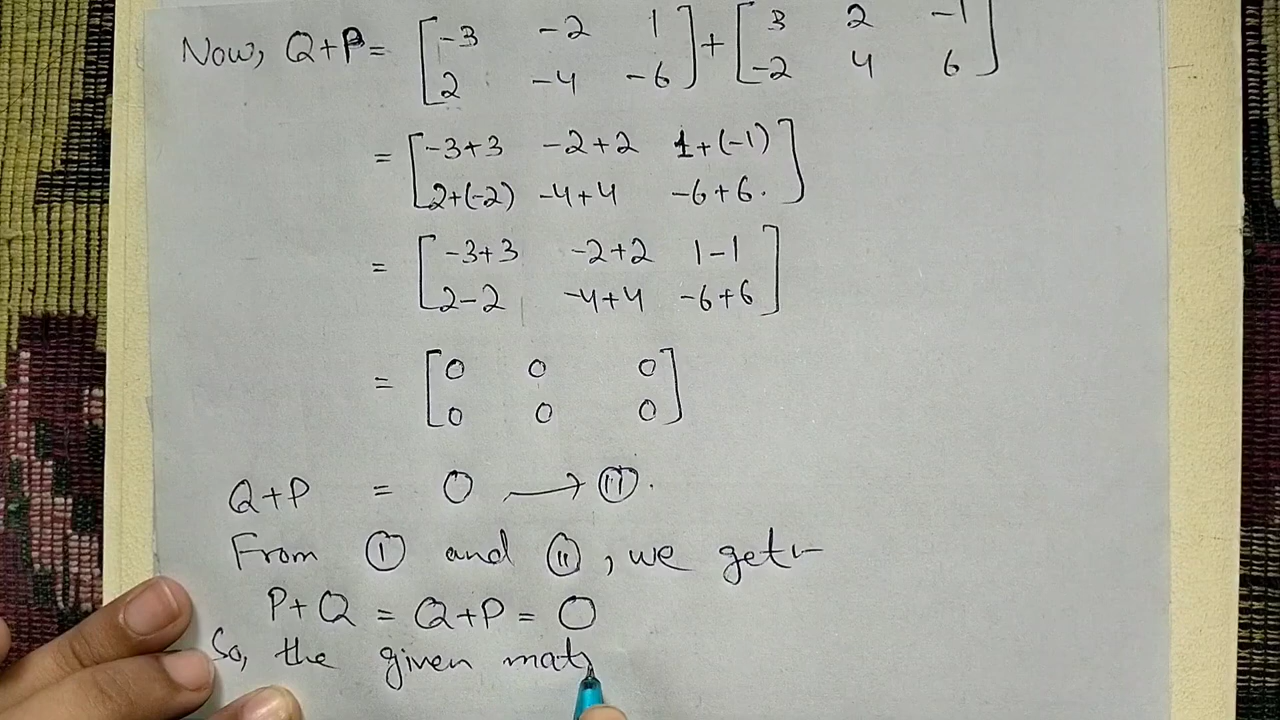 Now, Q+P= [-3 -2 1] + [3 2 -1]
[2 -4 -6] [-2 4 6]
= [-3+3 -2+2 1+(-1)]
[2+(-2) -4+4 -6+6.]
= [-3+3 -2+2 1-1]
[2-2 -4+4 -6+6]
= [0 0 0]
[0 0 0]
Q+P = 0 → (ii).
From (i) and (ii), we get:-
P+Q = Q+P = 0
So, the given mat